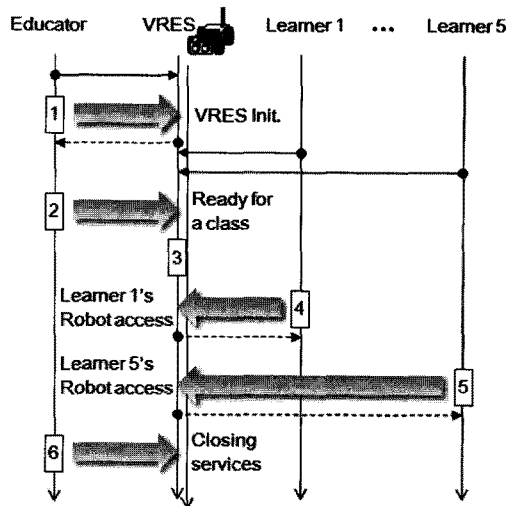 Educator VRES Learner 1 ... Learner 5
1 VRES Init.
2 Ready for
a class
3
Learner 1's
Robot access 4
Learner 5's
Robot access 5
6 Closing
services